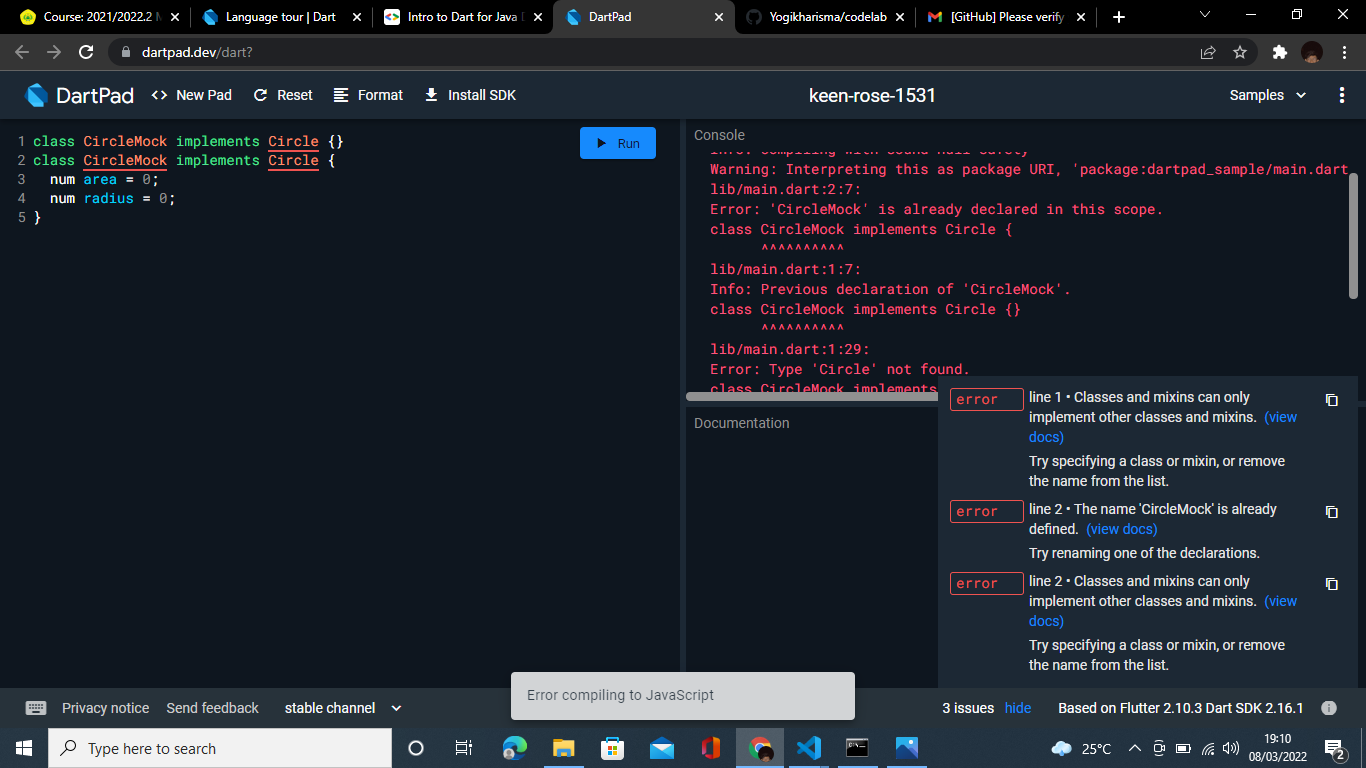 Course: 2021/2022.2 M
Language tour | Dart
Intro to Dart for Java D
DartPad
Yogikharisma/codelab
[GitHub] Please verify
dartpad.dev/dart?
DartPad
<> New Pad
Reset
Format
Install SDK
keen-rose-1531
Samples
1 class CircleMock implements Circle {}
2 class CircleMock implements Circle {
3 num area = 0;
4 num radius = 0;
5 }
Run
Console
Info: Compiling with sound null safety
Warning: Interpreting this as package URI, 'package:dartpad_sample/main.dart
lib/main.dart:2:7:
Error: 'CircleMock' is already declared in this scope.
class CircleMock implements Circle {
^^^^^^^^^^
lib/main.dart:1:7:
Info: Previous declaration of 'CircleMock'.
class CircleMock implements Circle {}
^^^^^^^^^^
lib/main.dart:1:29:
Error: Type 'Circle' not found.
class CircleMock implements
Documentation
error
line 1 • Classes and mixins can only
implement other classes and mixins. (view
docs)
Try specifying a class or mixin, or remove
the name from the list.
error
line 2 • The name 'CircleMock' is already
defined. (view docs)
Try renaming one of the declarations.
error
line 2 • Classes and mixins can only
implement other classes and mixins. (view
docs)
Try specifying a class or mixin, or remove
the name from the list.
Error compiling to JavaScript
Privacy notice
Send feedback
stable channel
3 issues hide
Based on Flutter 2.10.3 Dart SDK 2.16.1
Type here to search
25°C
19:10
08/03/2022
2